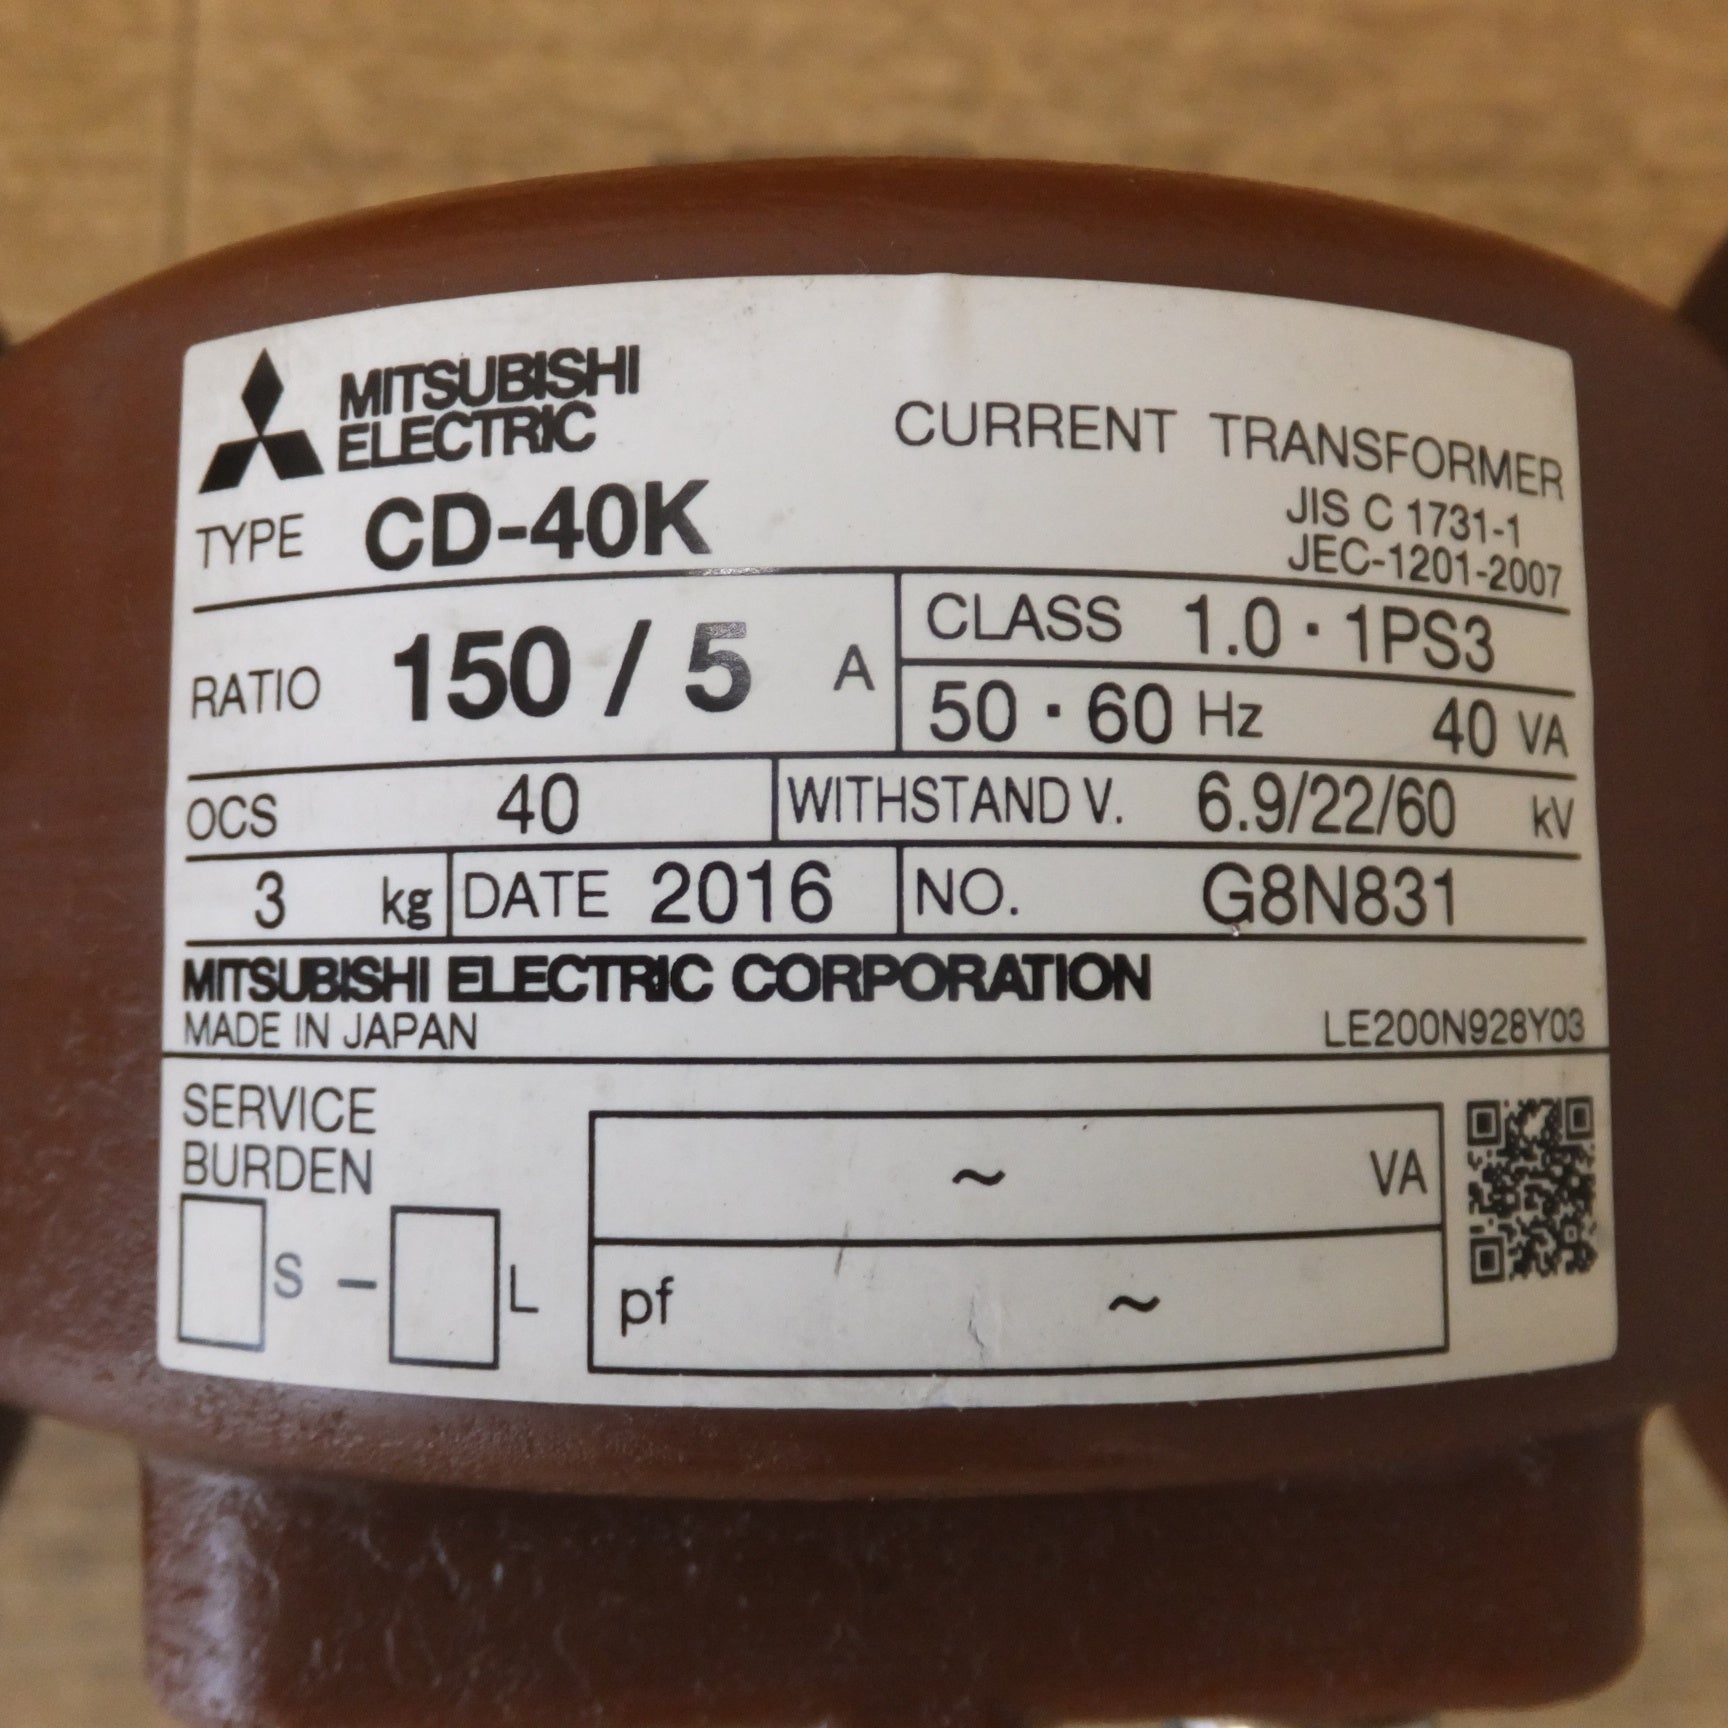 MITSUBISHI
ELECTRIC
CURRENT TRANSFORMER
JIS C 1731-1
JEC-1201-2007
TYPE CD-40K
RATIO 150 / 5 A
CLASS 1.0・1PS3
50・60 Hz 40 VA
OCS 40
WITHSTAND V. 6.9/22/60 kV
3 kg
DATE 2016
NO. G8N831
MITSUBISHI ELECTRIC CORPORATION
MADE IN JAPAN
LE200N928Y03
SERVICE
BURDEN
S - L
~ VA
pf ~